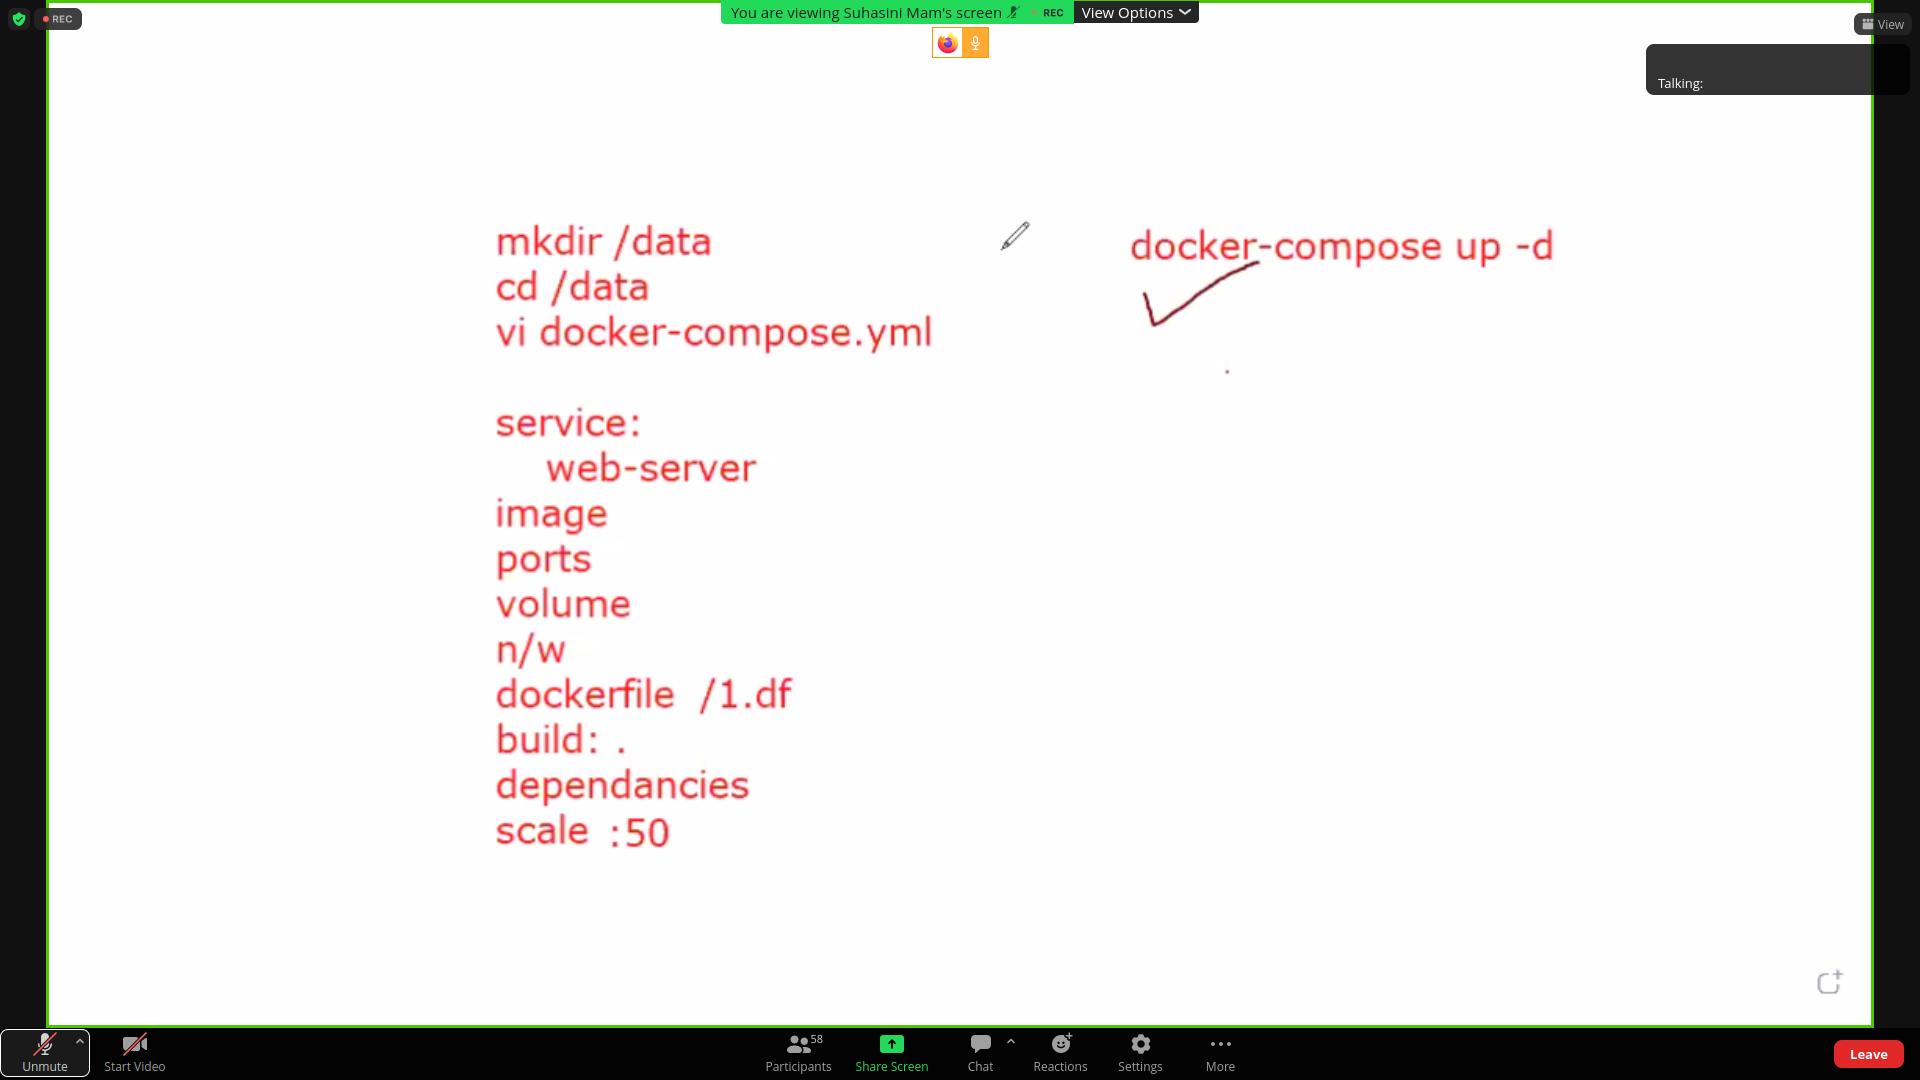 REC
You are viewing Suhasini Mam's screen REC View Options
View
Talking:
mkdir /data
cd /data
vi docker-compose.yml
service:
web-server
image
ports
volume
n/w
dockerfile /1.df
build: .
dependancies
scale :50
docker-compose up -d
Unmute
Start Video
Participants 58
Share Screen
Chat
Reactions
Settings
More
Leave